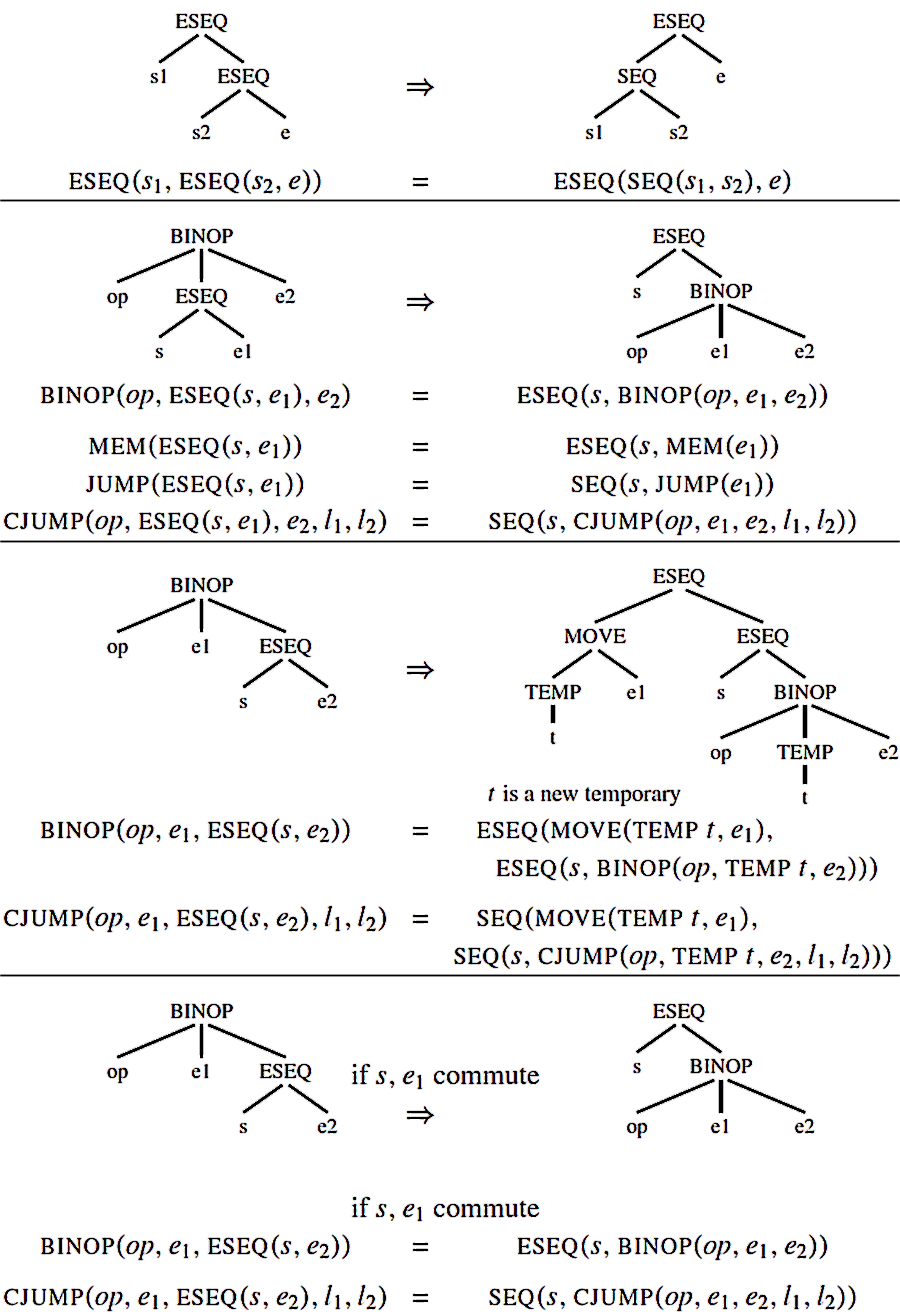 ESEQ ESEQ
s1 ESEQ ⇒ SEQ e
s2 e s1 s2
ESEQ(s₁, ESEQ(s₂, e)) = ESEQ(SEQ(s₁, s₂), e)
BINOP ESEQ
op ESEQ e2 ⇒ s BINOP
s e1 op e1 e2
BINOP(op, ESEQ(s, e₁), e₂) = ESEQ(s, BINOP(op, e₁, e₂))
MEM(ESEQ(s, e₁)) = ESEQ(s, MEM(e₁))
JUMP(ESEQ(s, e₁)) = SEQ(s, JUMP(e₁))
CJUMP(op, ESEQ(s, e₁), e₂, l₁, l₂) = SEQ(s, CJUMP(op, e₁, e₂, l₁, l₂))
BINOP ESEQ
op e1 ESEQ ⇒ MOVE ESEQ
s e2 TEMP e1 s BINOP
t op TEMP e2
t is a new temporary t
BINOP(op, e₁, ESEQ(s, e₂)) = ESEQ(MOVE(TEMP t, e₁),
ESEQ(s, BINOP(op, TEMP t, e₂)))
CJUMP(op, e₁, ESEQ(s, e₂), l₁, l₂) = SEQ(MOVE(TEMP t, e₁),
SEQ(s, CJUMP(op, TEMP t, e₂, l₁, l₂)))
BINOP ESEQ
op e1 ESEQ if s, e₁ commute s BINOP
s e2 ⇒ op e1 e2
if s, e₁ commute
BINOP(op, e₁, ESEQ(s, e₂)) = ESEQ(s, BINOP(op, e₁, e₂))
CJUMP(op, e₁, ESEQ(s, e₂), l₁, l₂) = SEQ(s, CJUMP(op, e₁, e₂, l₁, l₂))